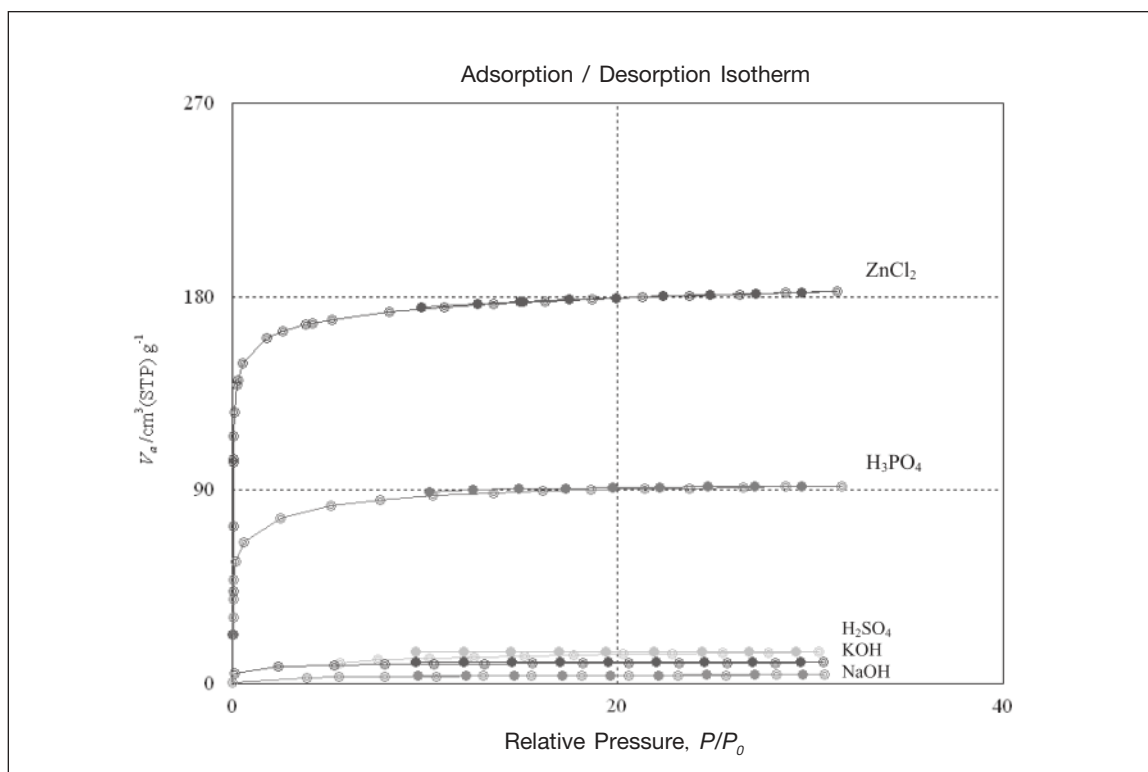 Adsorption / Desorption Isotherm
270
180
90
0
V_a/cm³(STP) g⁻¹
ZnCl₂
H₃PO₄
H₂SO₄
KOH
NaOH
0 20 40
Relative Pressure, P/P₀